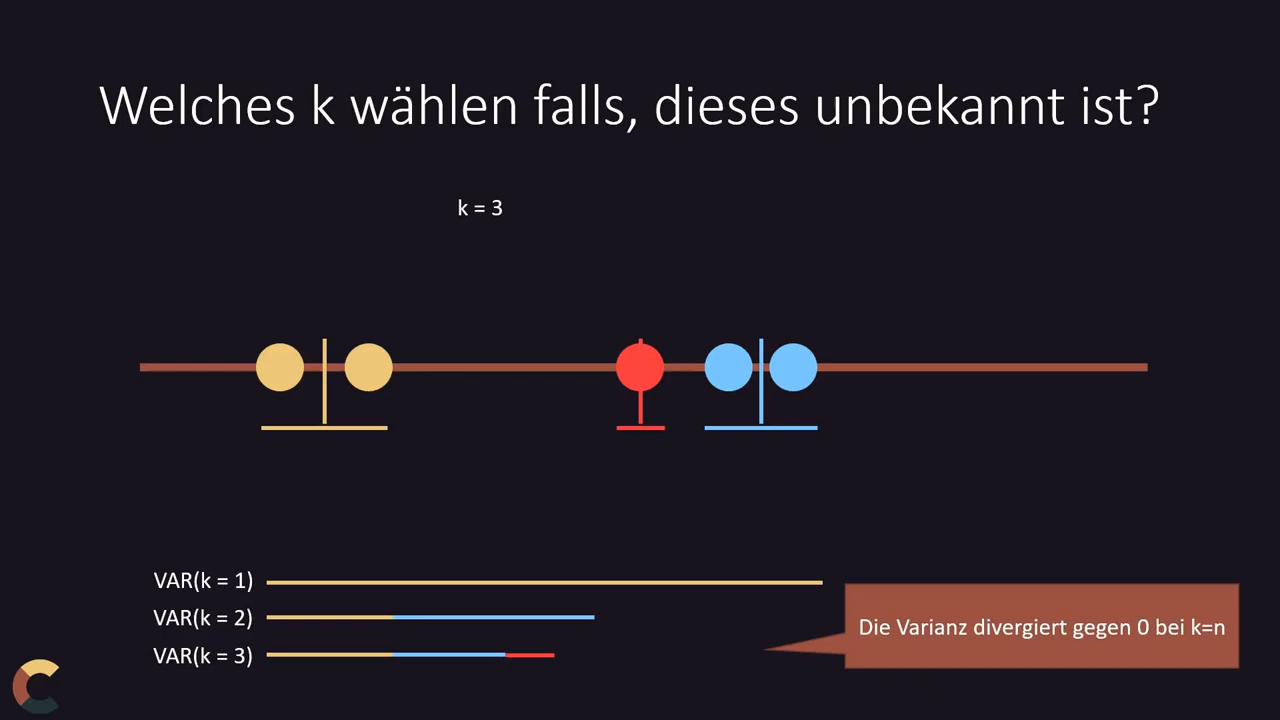 Welches k wählen falls, dieses unbekannt ist?
k = 3
VAR(k = 1)
VAR(k = 2)
VAR(k = 3)
Die Varianz divergiert gegen 0 bei k=n